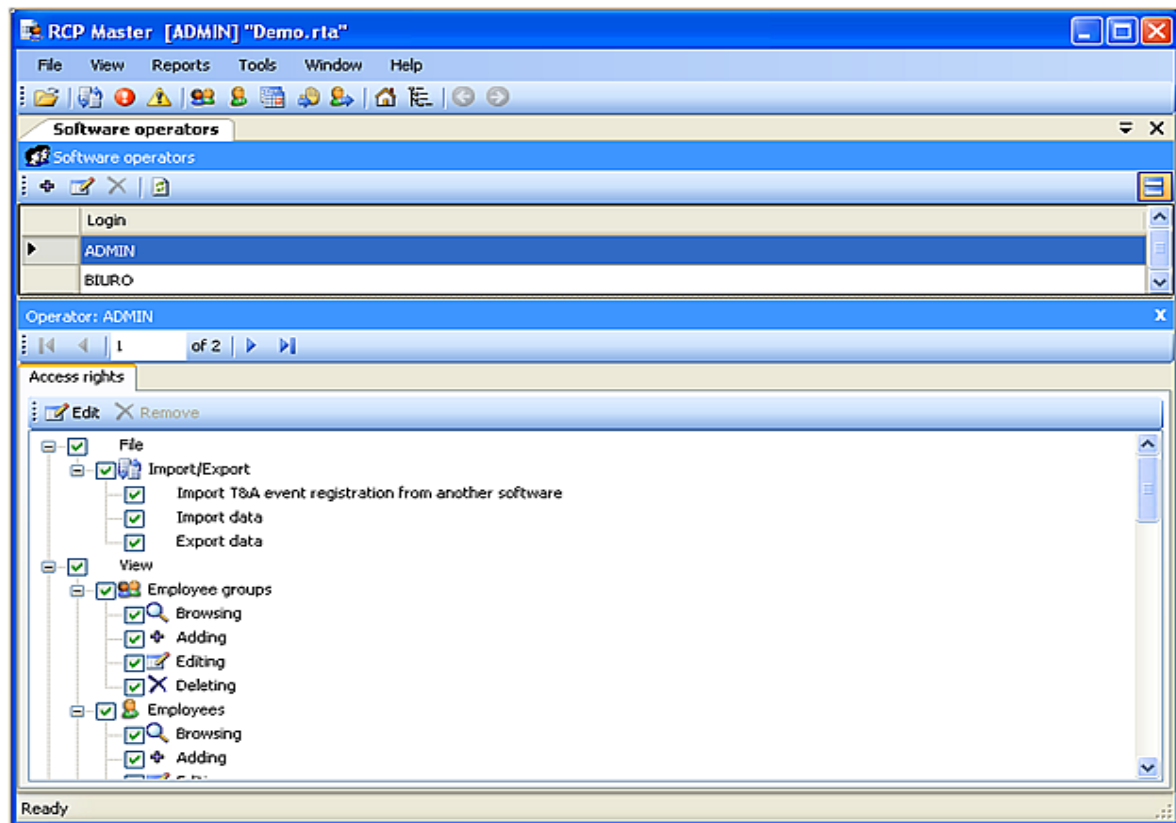 RCP Master [ADMIN] "Demo.rta"
File View Reports Tools Window Help
Software operators
Software operators
Login
ADMIN
BIURO
Operator: ADMIN
1 of 2
Access rights
Edit Remove
File
Import/Export
Import T&A event registration from another software
Import data
Export data
View
Employee groups
Browsing
Adding
Editing
Deleting
Employees
Browsing
Adding
Ready